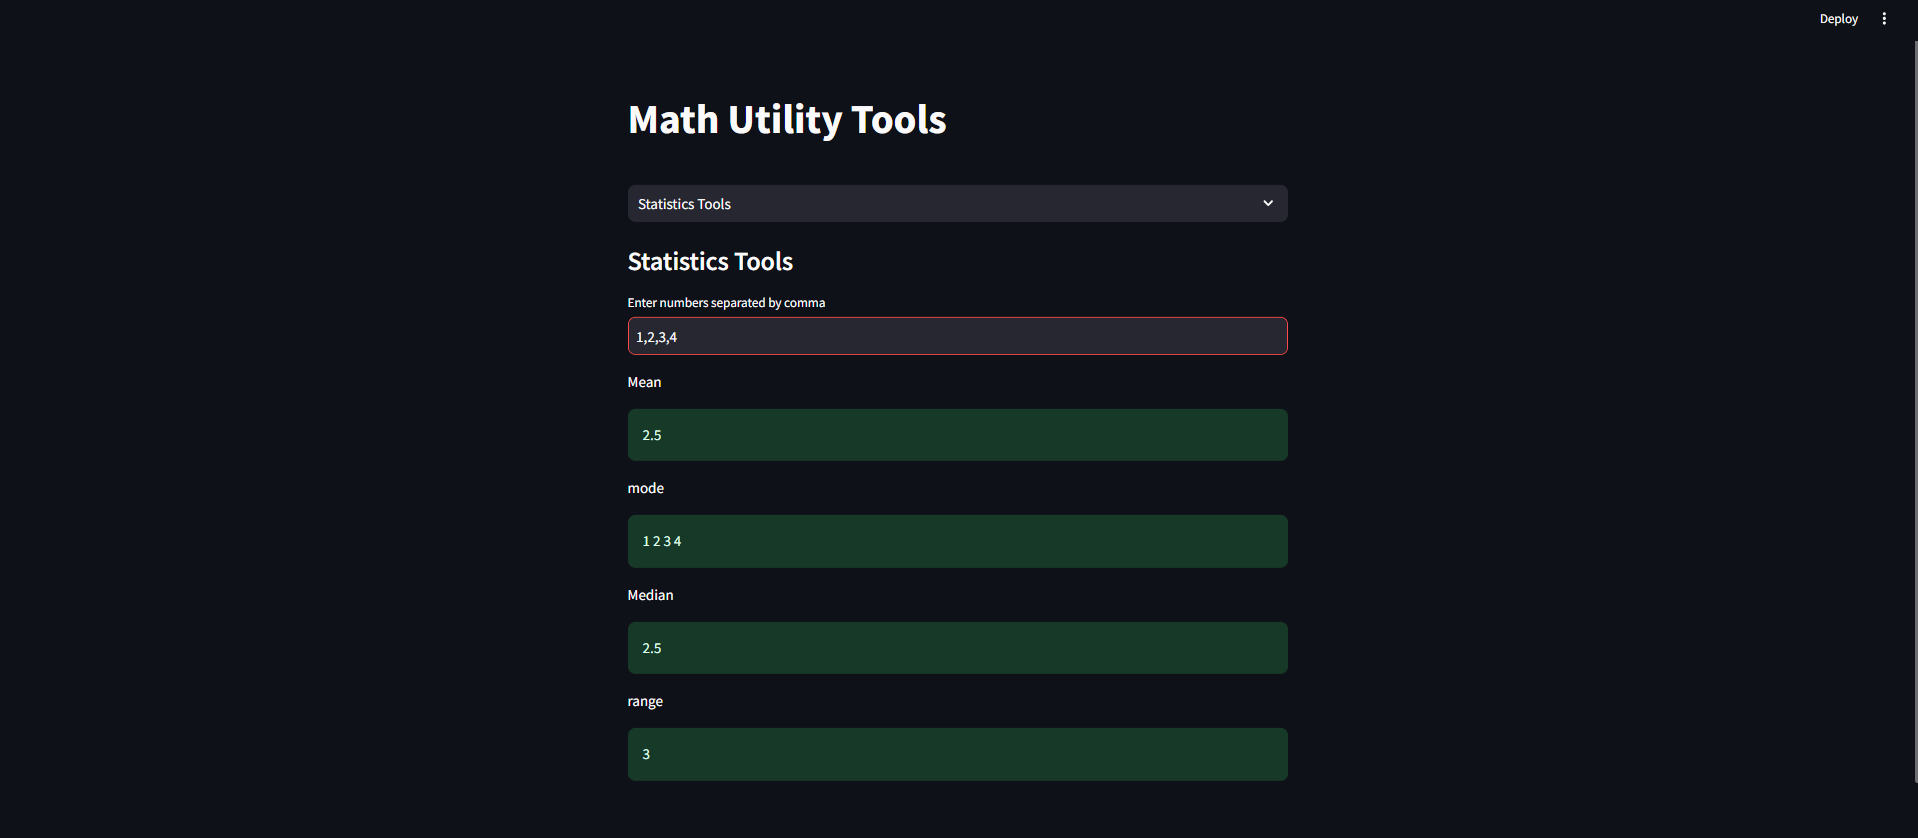 Deploy
Math Utility Tools
Statistics Tools
Statistics Tools
Enter numbers separated by comma
1,2,3,4
Mean
2.5
mode
1 2 3 4
Median
2.5
range
3